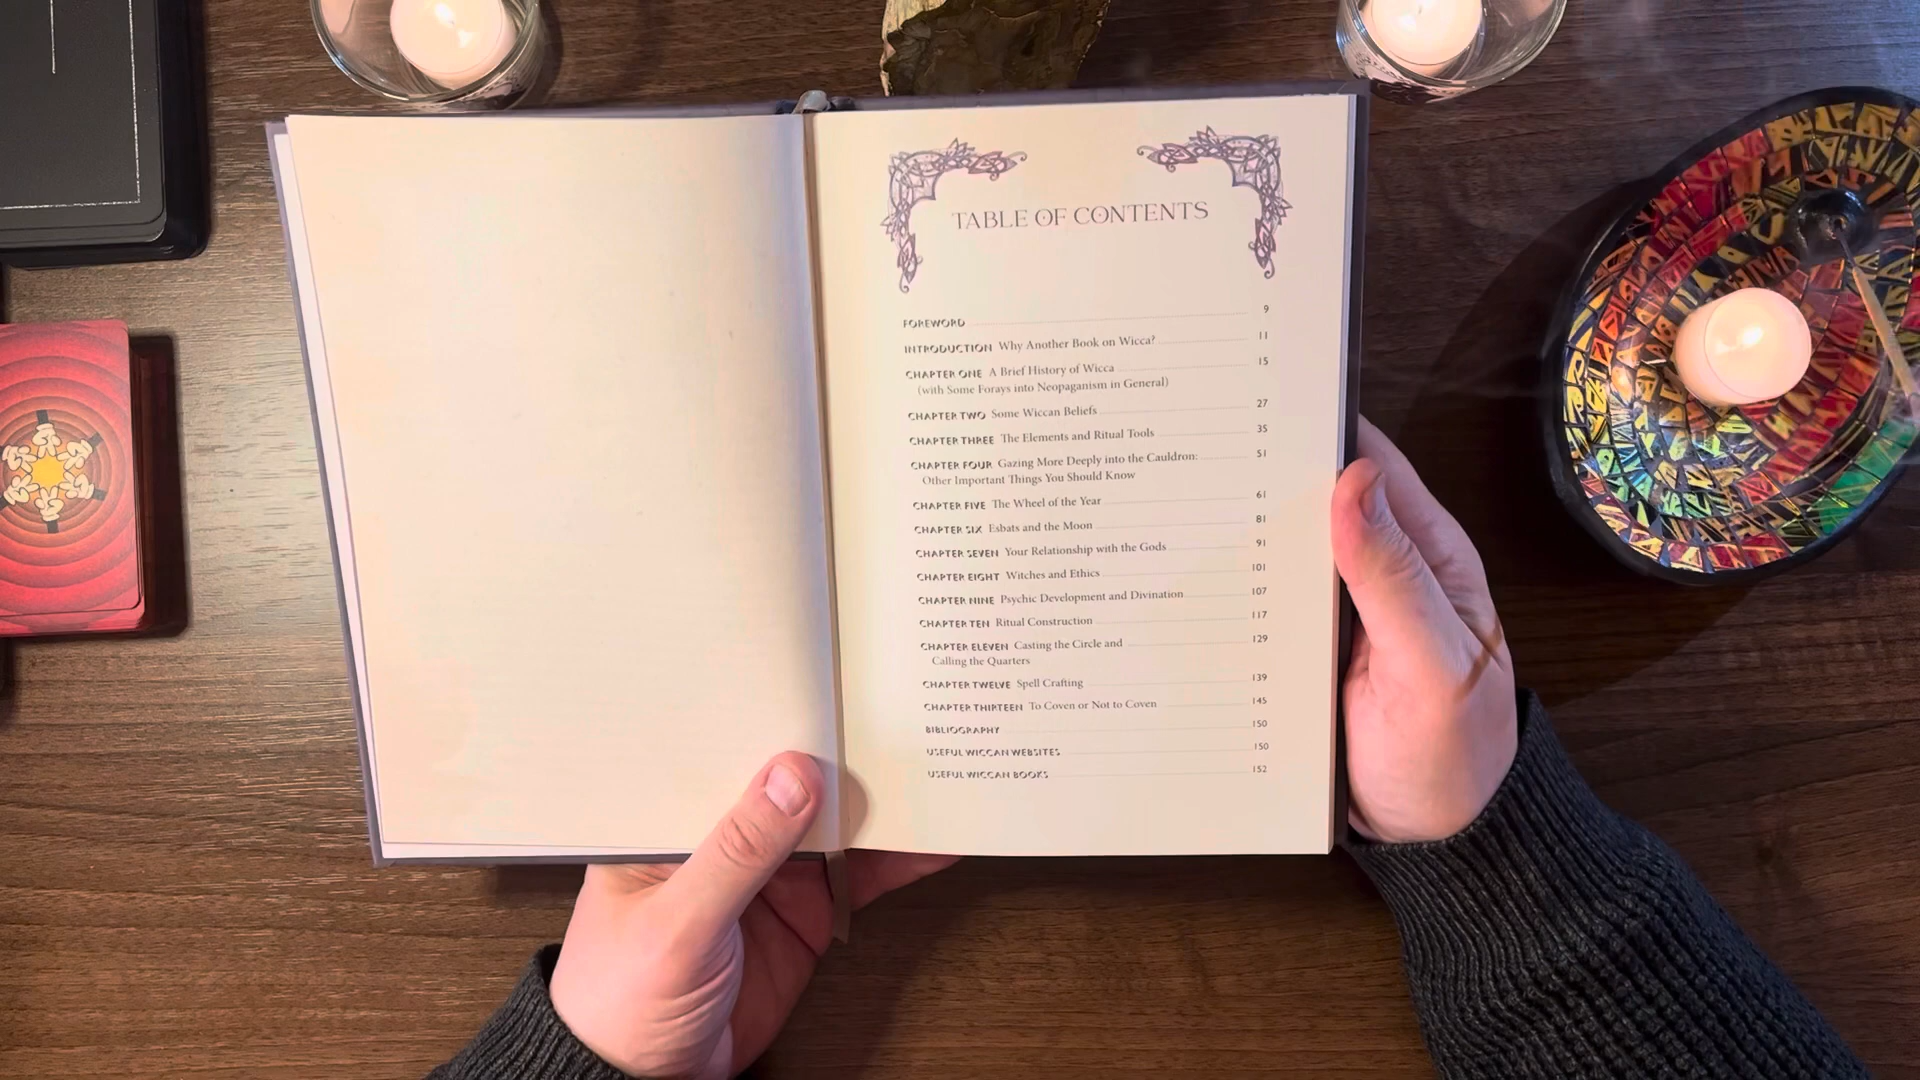 TABLE OF CONTENTS
FOREWORD 9
INTRODUCTION Why Another Book on Wicca? 11
CHAPTER ONE A Brief History of Wicca 15
(with Some Forays into Neopaganism in General)
CHAPTER TWO Some Wiccan Beliefs 27
CHAPTER THREE The Elements and Ritual Tools 35
CHAPTER FOUR Gazing More Deeply into the Cauldron: 51
Other Important Things You Should Know
CHAPTER FIVE The Wheel of the Year 61
CHAPTER SIX Esbats and the Moon 81
CHAPTER SEVEN Your Relationship with the Gods 91
CHAPTER EIGHT Witches and Ethics 101
CHAPTER NINE Psychic Development and Divination 107
CHAPTER TEN Ritual Construction 117
CHAPTER ELEVEN Casting the Circle and 129
Calling the Quarters
CHAPTER TWELVE Spell Crafting 139
CHAPTER THIRTEEN To Coven or Not to Coven 145
BIBLIOGRAPHY 150
USEFUL WICCAN WEBSITES 150
USEFUL WICCAN BOOKS 152